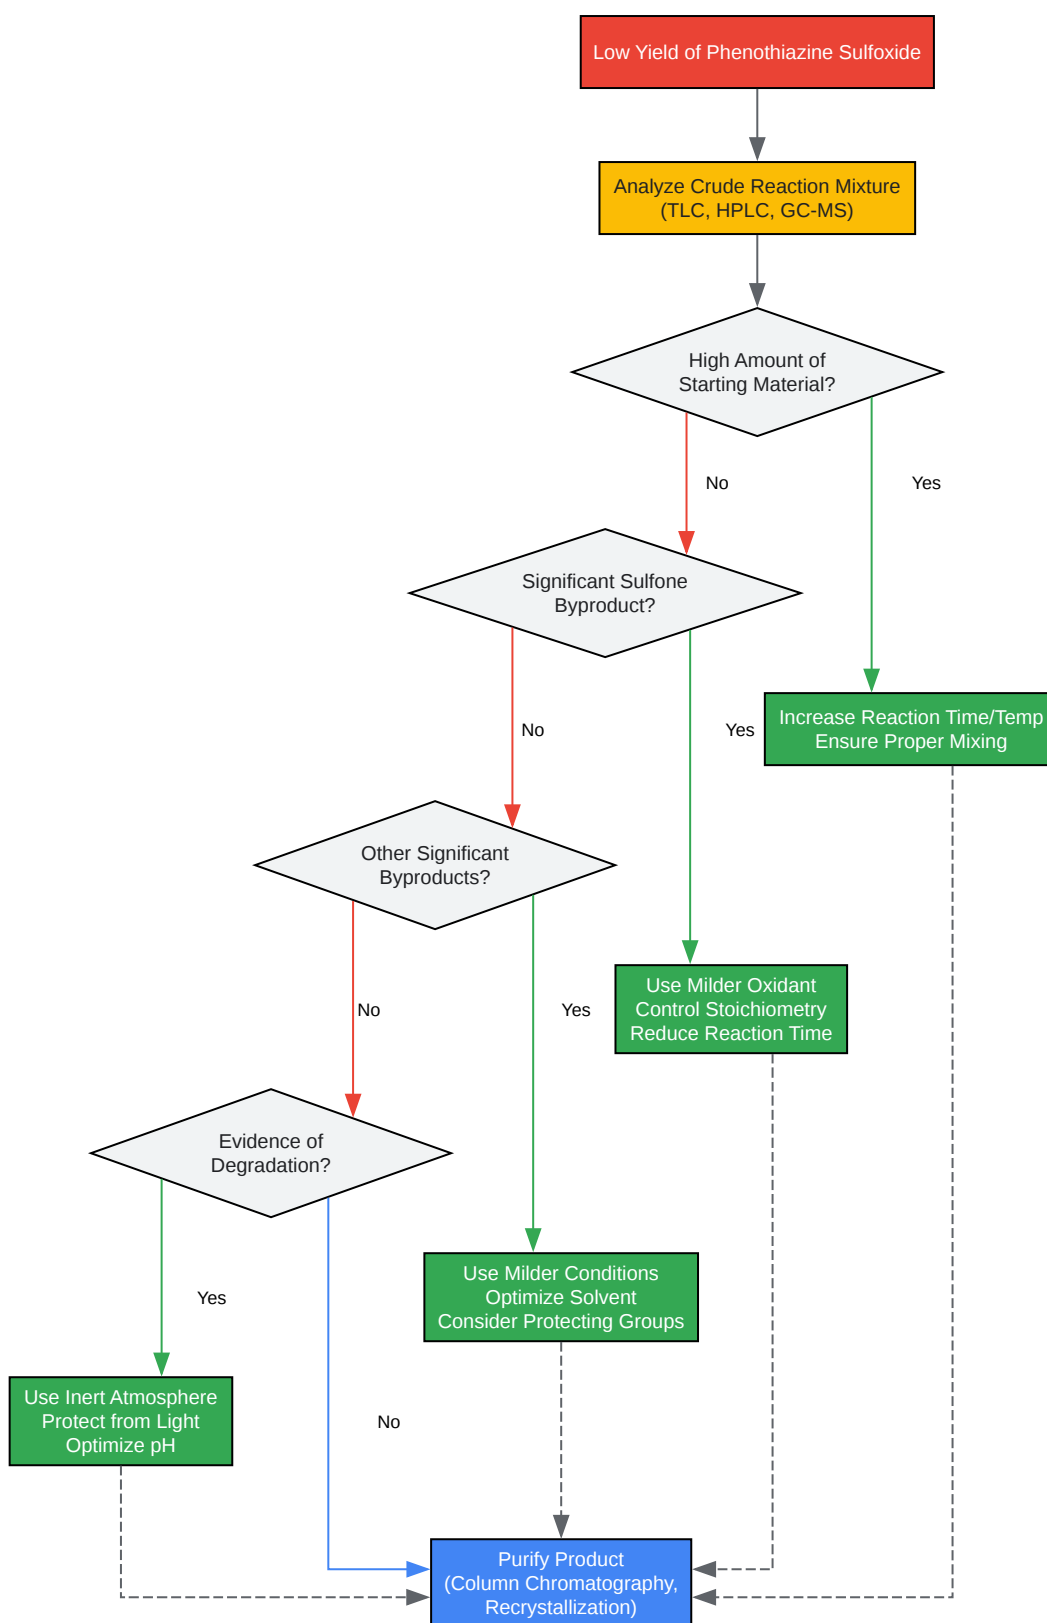 Low Yield of Phenothiazine Sulfoxide
Analyze Crude Reaction Mixture
(TLC, HPLC, GC-MS)
High Amount of
Starting Material?
No
Yes
Significant Sulfone
Byproduct?
No
Yes
Increase Reaction Time/Temp
Ensure Proper Mixing
Other Significant
Byproducts?
No
Yes
Use Milder Oxidant
Control Stoichiometry
Reduce Reaction Time
Evidence of
Degradation?
Yes
No
Use Milder Conditions
Optimize Solvent
Consider Protecting Groups
Use Inert Atmosphere
Protect from Light
Optimize pH
Purify Product
(Column Chromatography,
Recrystallization)